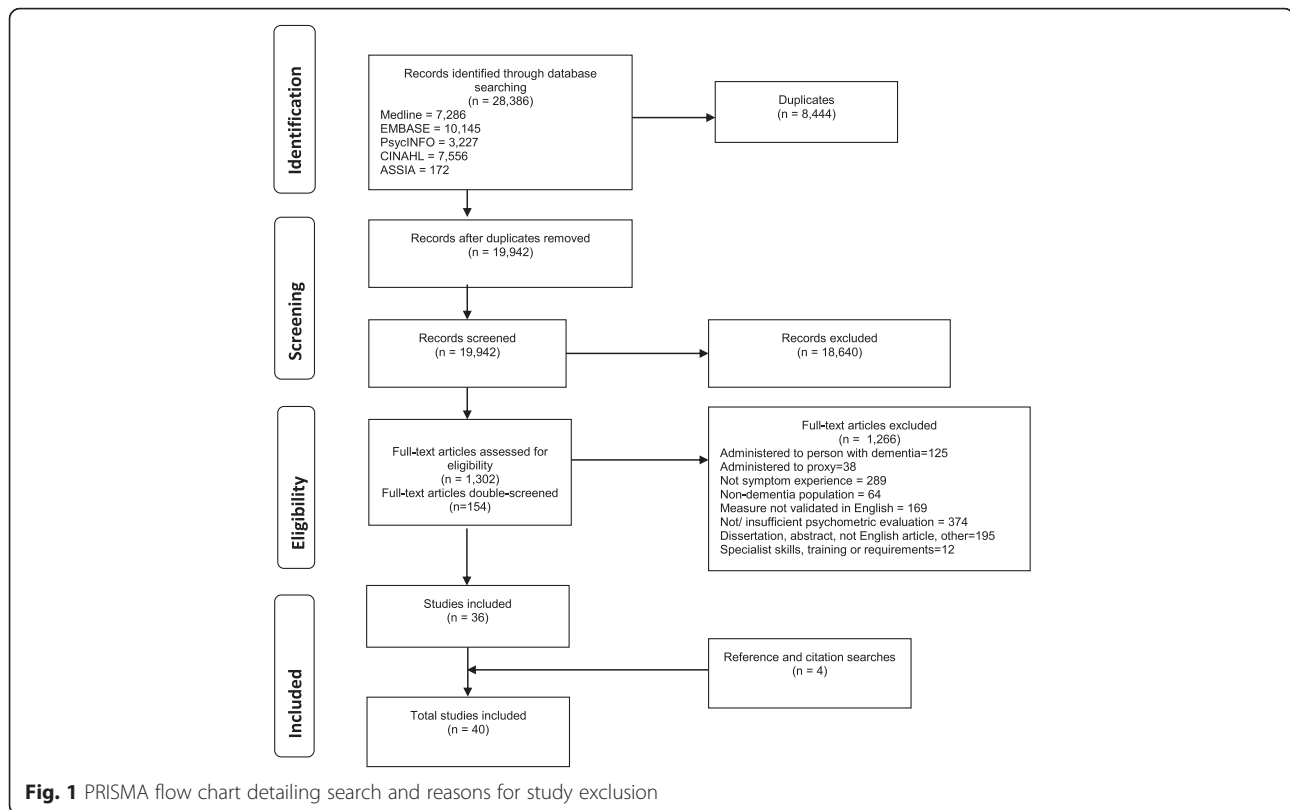 Identification
Records identified through database
searching
(n = 28,386)
Medline = 7,286
EMBASE = 10,145
PsycINFO = 3,227
CINAHL = 7,556
ASSIA = 172
Duplicates
(n = 8,444)
Screening
Records after duplicates removed
(n = 19,942)
Records screened
(n = 19,942)
Records excluded
(n = 18,640)
Eligibility
Full-text articles assessed for
eligibility
(n = 1,302)
Full-text articles double-screened
(n=154)
Full-text articles excluded
(n = 1,266)
Administered to person with dementia=125
Administered to proxy=38
Not symptom experience = 289
Non-dementia population = 64
Measure not validated in English = 169
Not/ insufficient psychometric evaluation = 374
Dissertation, abstract, not English article, other=195
Specialist skills, training or requirements=12
Included
Studies included
(n = 36)
Reference and citation searches
(n = 4)
Total studies included
(n = 40)
Fig. 1 PRISMA flow chart detailing search and reasons for study exclusion